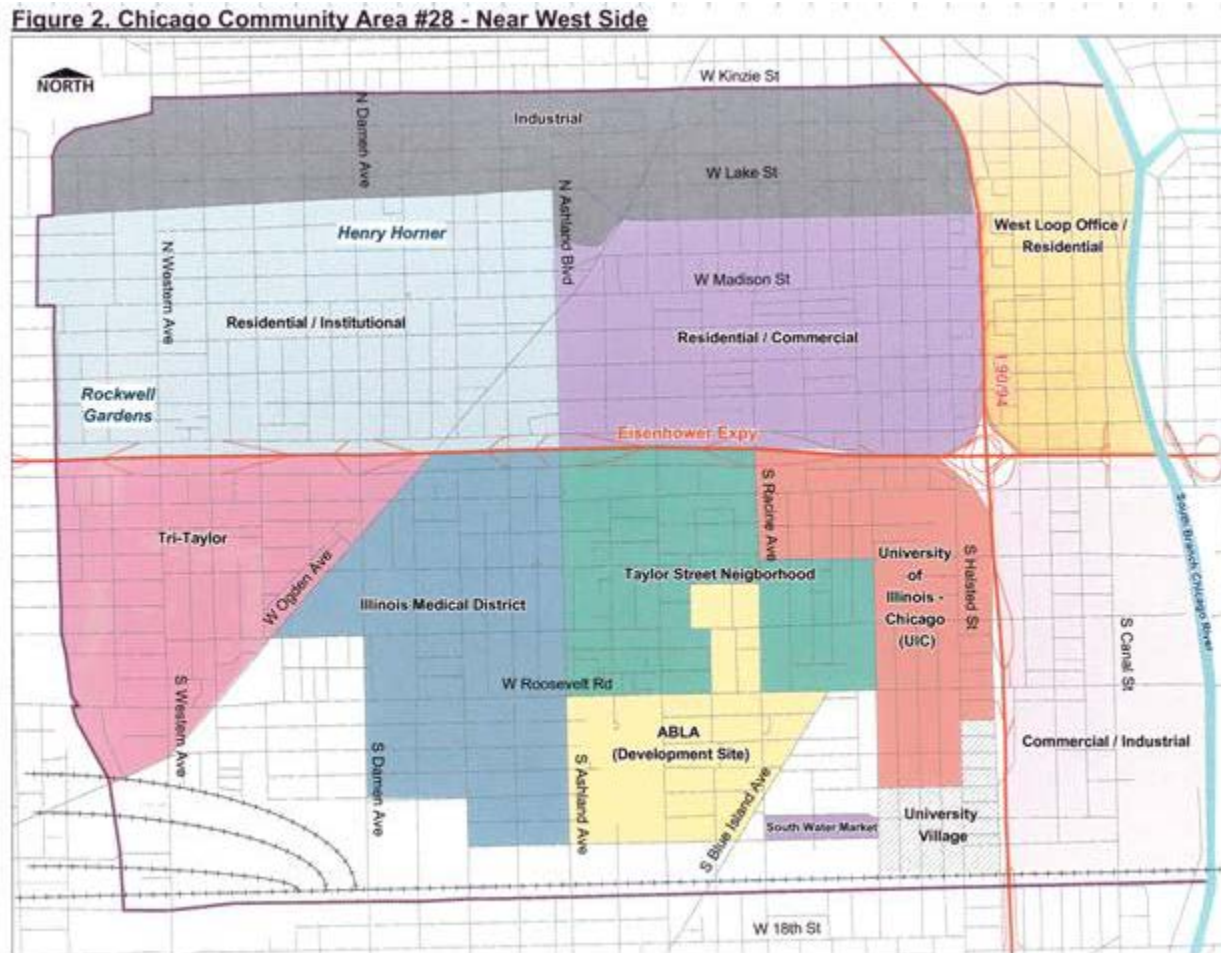 Figure 2. Chicago Community Area #28 - Near West Side
NORTH
W Kinzie St
N Damen Ave
Industrial
W Lake St
N Ashland Blvd
Henry Horner
N Western Ave
West Loop Office /
Residential
W Madison St
Residential / Institutional
Residential / Commercial
I 90/94
Rockwell
Gardens
Eisenhower Expy
Tri-Taylor
W Ogden Ave
Illinois Medical District
Taylor Street Neigborhood
S Racine Ave
University
of
Illinois -
Chicago
(UIC)
S Halsted St
South Branch Chicago River
S Canal St
W Roosevelt Rd
S Western Ave
S Damen Ave
S Ashland Ave
ABLA
(Development Site)
S Blue Island Ave
Commercial / Industrial
South Water Market
University
Village
W 18th St